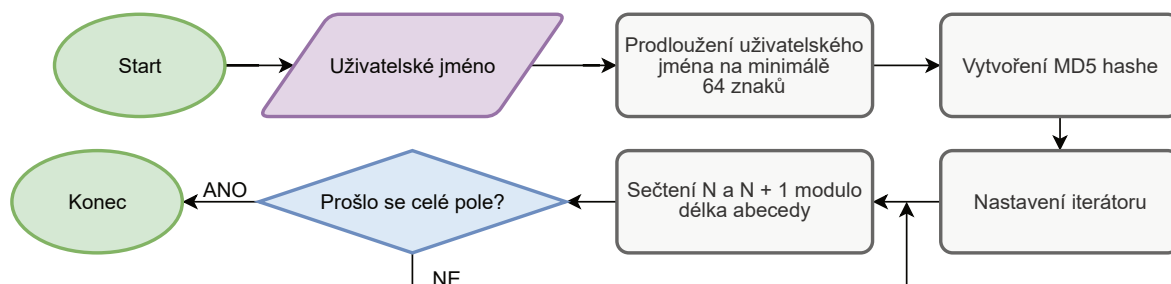 Start
Uživatelské jméno
Prodloužení uživatelského
jména na minimálě
64 znaků
Vytvoření MD5 hashe
Konec
ANO
Prošlo se celé pole?
Sečtení N a N + 1 modulo
délka abecedy
Nastavení iterátoru
NE